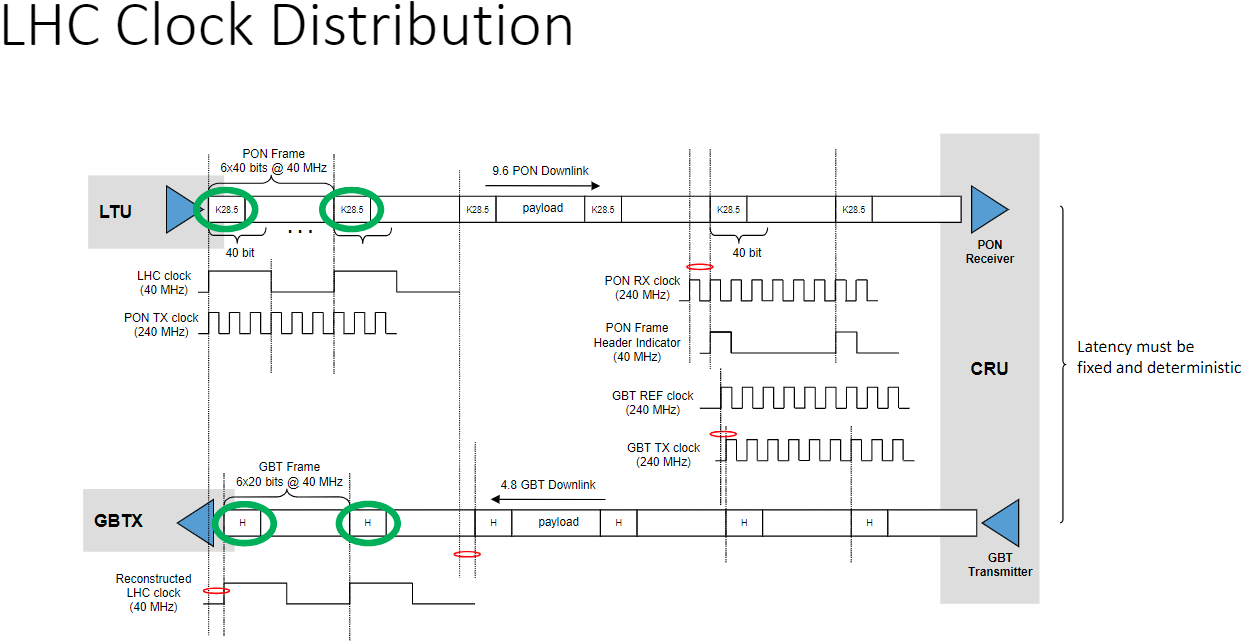 LHC Clock Distribution
PON Frame
6x40 bits @ 40 MHz
9.6 PON Downlink
LTU
K28.5
K28.5
K28.5
payload
K28.5
K28.5
K28.5
. . .
40 bit
40 bit
PON
Receiver
LHC clock
(40 MHz)
PON TX clock
(240 MHz)
PON RX clock
(240 MHz)
PON Frame
Header Indicator
(40 MHz)
CRU
Latency must be
fixed and deterministic
GBT REF clock
(240 MHz)
GBT TX clock
(240 MHz)
GBT Frame
6x20 bits @ 40 MHz
4.8 GBT Downlink
GBTX
H
H
H
payload
H
H
H
GBT
Transmitter
Reconstructed
LHC clock
(40 MHz)